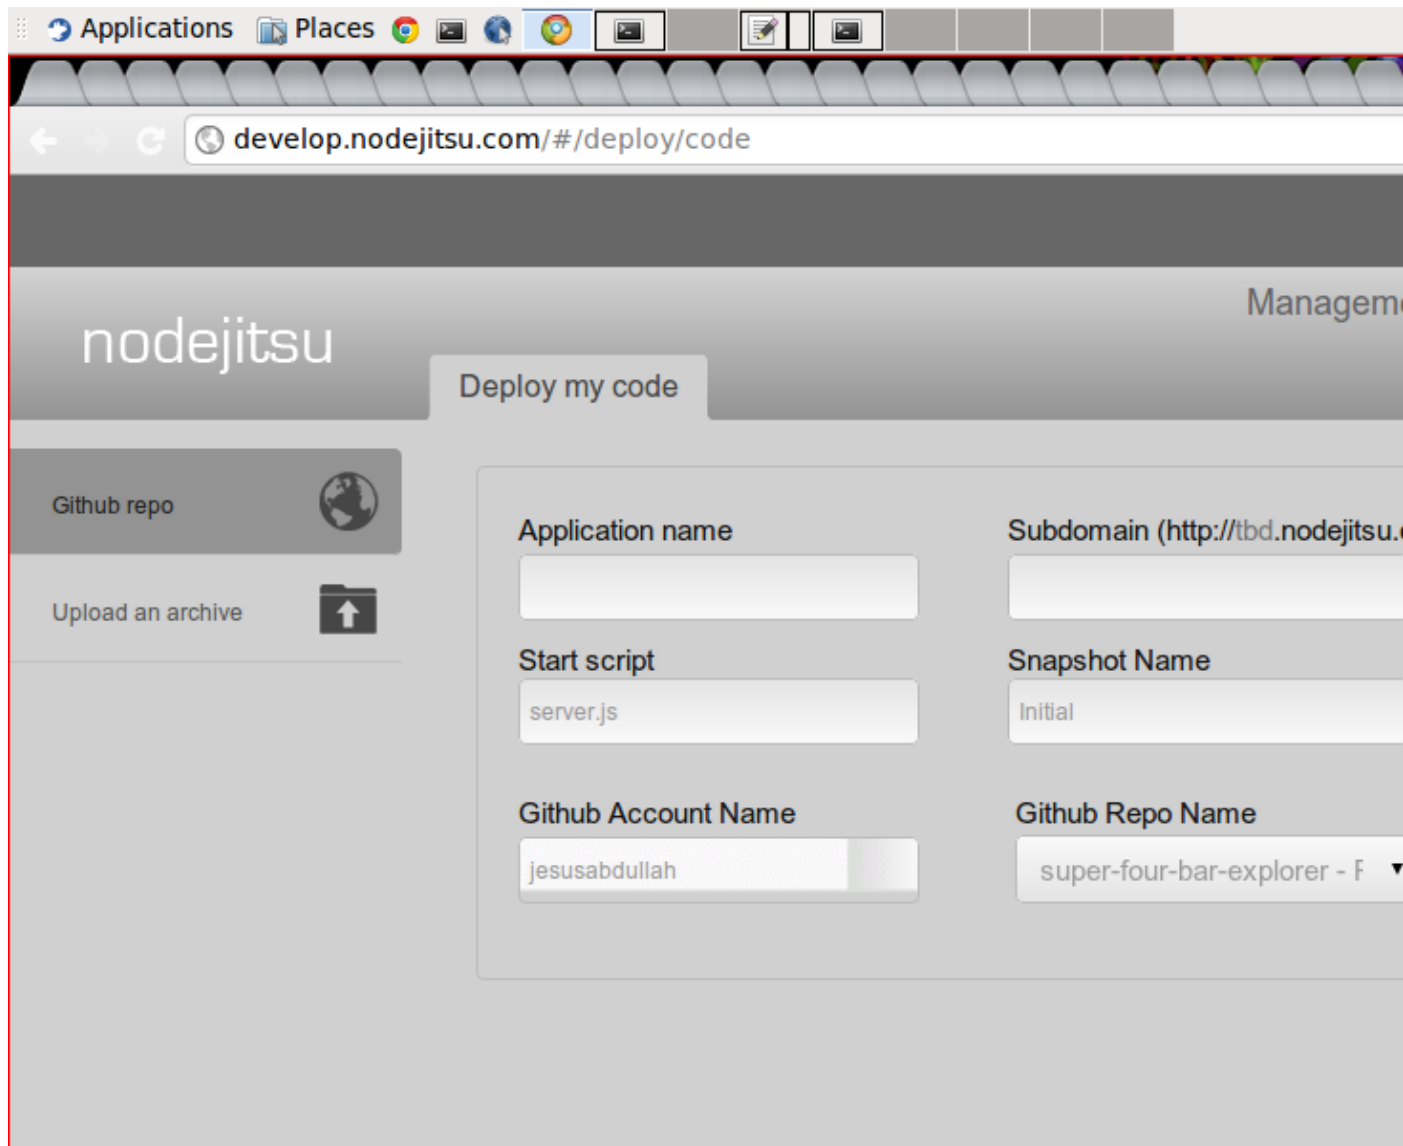 Applications Places
develop.nodejitsu.com/#/deploy/code
Manageme
nodejitsu
Deploy my code
Github repo
Upload an archive
Application name
Subdomain (http://tbd.nodejitsu.
Start script
Snapshot Name
server.js
Initial
Github Account Name
Github Repo Name
jesusabdullah
super-four-bar-explorer -